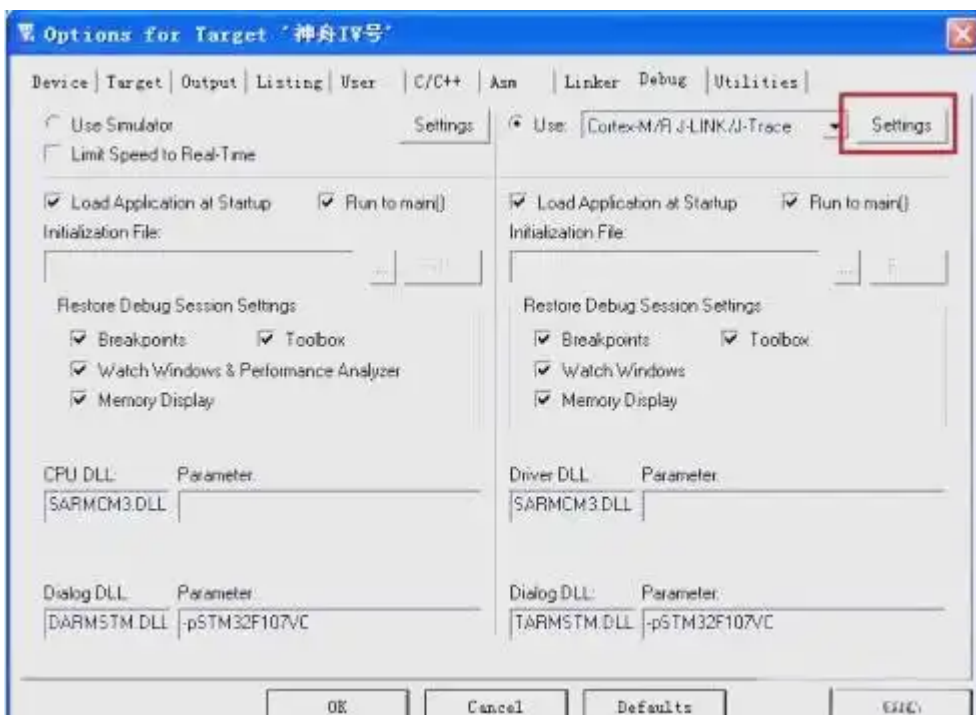 Options for Target '神舟IV号'
Device Target Output Listing User C/C++ Asm Linker Debug Utilities
Use Simulator Settings Use: Cortex-M/R J-LINK/J-Trace Settings
Limit Speed to Real-Time
Load Application at Startup Run to main() Load Application at Startup Run to main()
Initialization File: Initialization File:
... ...
Restore Debug Session Settings Restore Debug Session Settings
Breakpoints Toolbox Breakpoints Toolbox
Watch Windows & Performance Analyzer Watch Windows
Memory Display Memory Display
CPU DLL: Parameter: Driver DLL: Parameter:
SARMCM3.DLL SARMCM3.DLL
Dialog DLL: Parameter: Dialog DLL: Parameter:
DARMSTM.DLL -pSTM32F107VC TARMSTM.DLL -pSTM32F107VC
OK Cancel Defaults